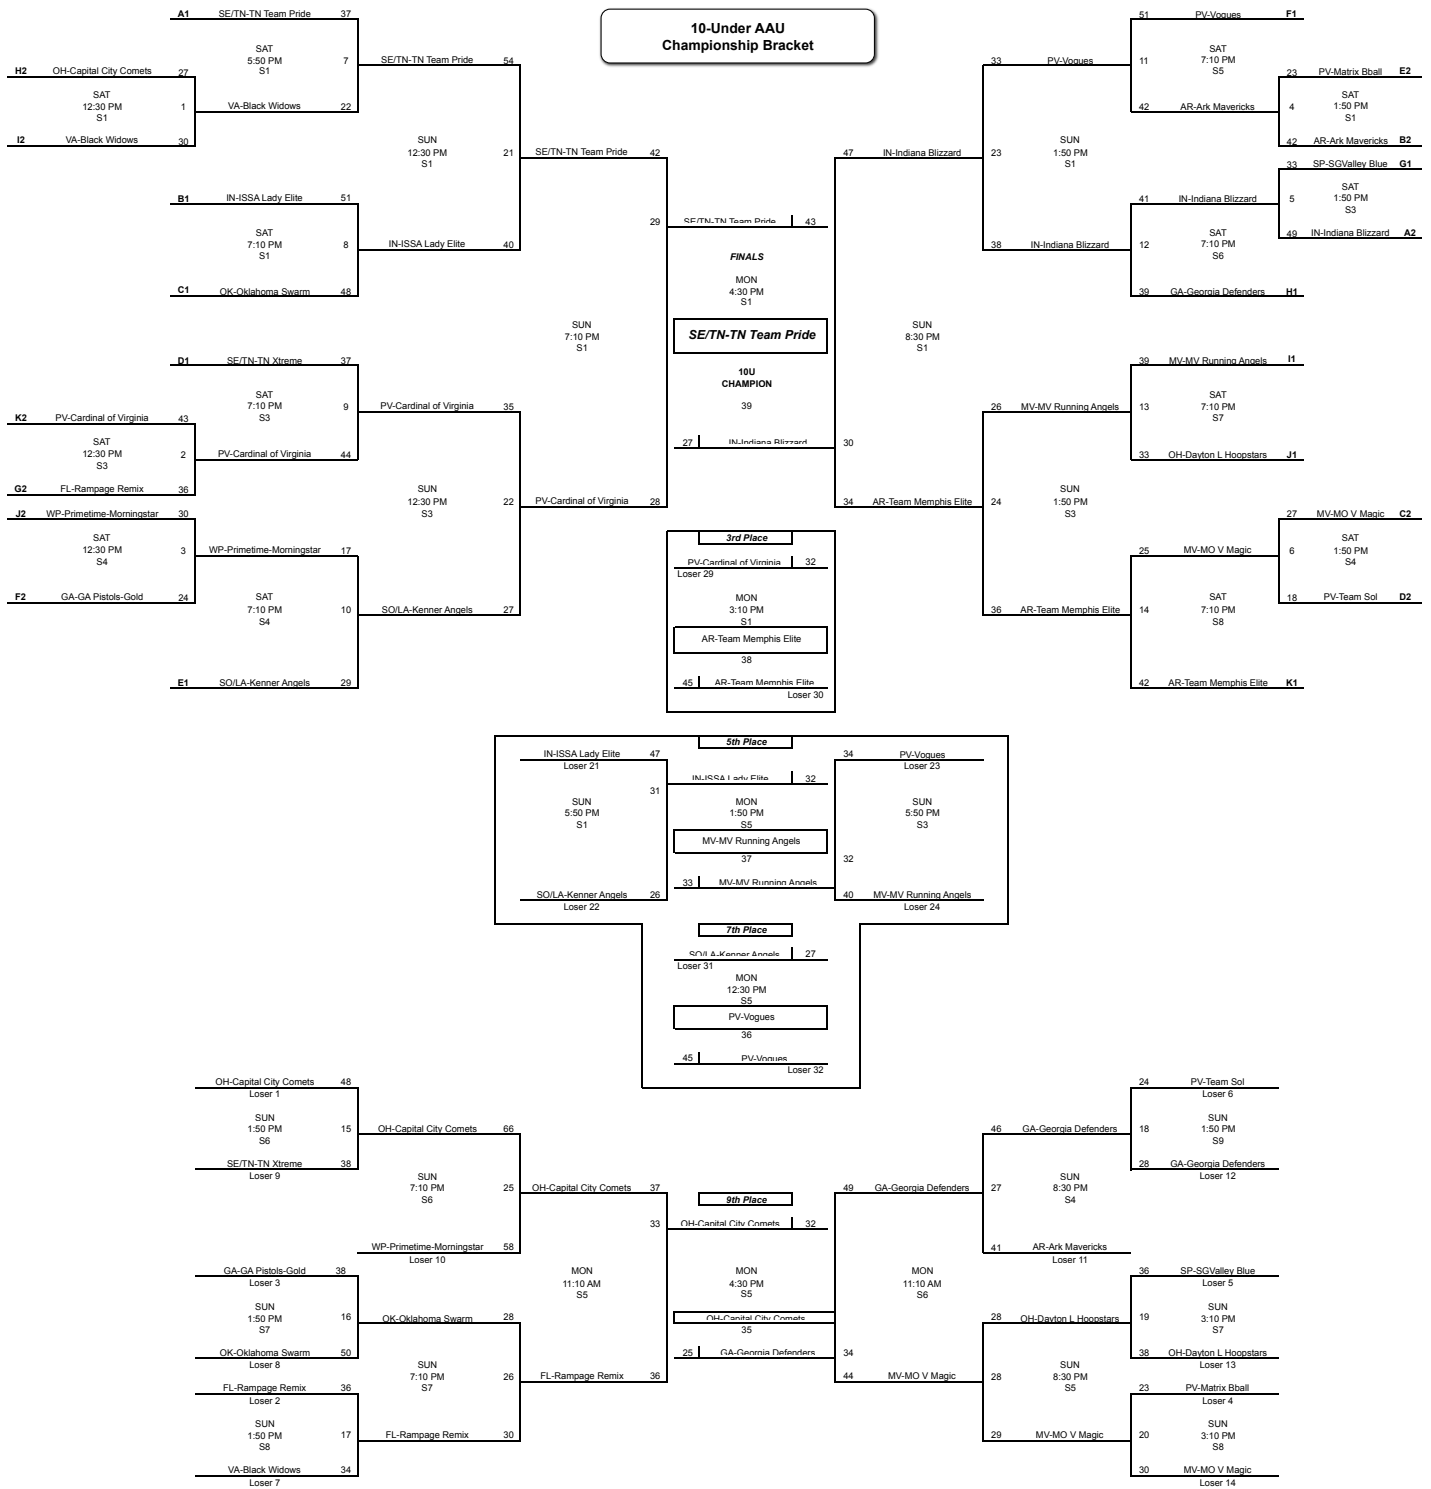 10-Under AAU
Championship Bracket
A1 SE/TN-TN Team Pride 37
SAT
5:50 PM
S1
7
SE/TN-TN Team Pride 54
H2 OH-Capital City Comets 27
SAT
12:30 PM
S1
1
VA-Black Widows 22
I2 VA-Black Widows 30
SUN
12:30 PM
S1
21
SE/TN-TN Team Pride 42
B1 IN-ISSA Lady Elite 51
SAT
7:10 PM
S1
8
IN-ISSA Lady Elite 40
C1 OK-Oklahoma Swarm 48
SUN
7:10 PM
S1
29
D1 SE/TN-TN Xtreme 37
SAT
7:10 PM
S3
9
PV-Cardinal of Virginia 35
K2 PV-Cardinal of Virginia 43
SAT
12:30 PM
S3
2
PV-Cardinal of Virginia 44
G2 FL-Rampage Remix 36
SUN
12:30 PM
S3
22
PV-Cardinal of Virginia 28
J2 WP-Primetime-Morningstar 30
SAT
12:30 PM
S4
3
WP-Primetime-Morningstar 17
F2 GA-GA Pistols-Gold 24
SAT
7:10 PM
S4
10
SO/LA-Kenner Angels 27
E1 SO/LA-Kenner Angels 29
SE/TN-TN Team Pride 43
FINALS
MON
4:30 PM
S1
SE/TN-TN Team Pride
10U
CHAMPION
39
27 IN-Indiana Blizzard
30
51 PV-Vogues F1
SAT
7:10 PM
S5
11
33 PV-Vogues
23 PV-Matrix Bball E2
SAT
1:50 PM
S1
4
42 AR-Ark Mavericks
42 AR-Ark Mavericks B2
SUN
1:50 PM
S1
23
47 IN-Indiana Blizzard
33 SP-SGValley Blue G1
SAT
1:50 PM
S3
5
41 IN-Indiana Blizzard
49 IN-Indiana Blizzard A2
SAT
7:10 PM
S6
12
38 IN-Indiana Blizzard
39 GA-Georgia Defenders H1
SUN
8:30 PM
S1
39 MV-MV Running Angels I1
SAT
7:10 PM
S7
13
26 MV-MV Running Angels
33 OH-Dayton L Hoopstars J1
SUN
1:50 PM
S3
24
34 AR-Team Memphis Elite
27 MV-MO V Magic C2
SAT
1:50 PM
S4
6
25 MV-MO V Magic
18 PV-Team Sol D2
SAT
7:10 PM
S8
14
36 AR-Team Memphis Elite
42 AR-Team Memphis Elite K1
3rd Place
PV-Cardinal of Virginia 32
Loser 29
MON
3:10 PM
S1
AR-Team Memphis Elite
38
45 AR-Team Memphis Elite
Loser 30
5th Place
IN-ISSA Lady Elite 47
Loser 21
SUN
5:50 PM
S1
31
SO/LA-Kenner Angels 26
Loser 22
IN-ISSA Lady Elite 32
MON
1:50 PM
S5
MV-MV Running Angels
37
33 MV-MV Running Angels
34 PV-Vogues
Loser 23
SUN
5:50 PM
S3
32
40 MV-MV Running Angels
Loser 24
7th Place
SO/LA-Kenner Angels 27
Loser 31
MON
12:30 PM
S5
PV-Vogues
36
45 PV-Vogues
Loser 32
OH-Capital City Comets 48
Loser 1
SUN
1:50 PM
S6
15
OH-Capital City Comets 66
SE/TN-TN Xtreme 38
Loser 9
SUN
7:10 PM
S6
25
OH-Capital City Comets 37
WP-Primetime-Morningstar 58
Loser 10
GA-GA Pistols-Gold 38
Loser 3
SUN
1:50 PM
S7
16
OK-Oklahoma Swarm 28
OK-Oklahoma Swarm 50
Loser 8
SUN
7:10 PM
S7
26
FL-Rampage Remix 36
FL-Rampage Remix 36
Loser 2
SUN
1:50 PM
S8
17
FL-Rampage Remix 30
VA-Black Widows 34
Loser 7
MON
11:10 AM
S5
33
9th Place
OH-Capital City Comets 32
MON
4:30 PM
S5
OH-Capital City Comets
35
25 GA-Georgia Defenders
34
MON
11:10 AM
S6
24 PV-Team Sol
Loser 6
SUN
1:50 PM
S9
18
46 GA-Georgia Defenders
28 GA-Georgia Defenders
Loser 12
SUN
8:30 PM
S4
27
49 GA-Georgia Defenders
41 AR-Ark Mavericks
Loser 11
36 SP-SGValley Blue
Loser 5
SUN
3:10 PM
S7
19
28 OH-Dayton L Hoopstars
38 OH-Dayton L Hoopstars
Loser 13
SUN
8:30 PM
S5
28
44 MV-MO V Magic
23 PV-Matrix Bball
Loser 4
SUN
3:10 PM
S8
20
29 MV-MO V Magic
30 MV-MO V Magic
Loser 14